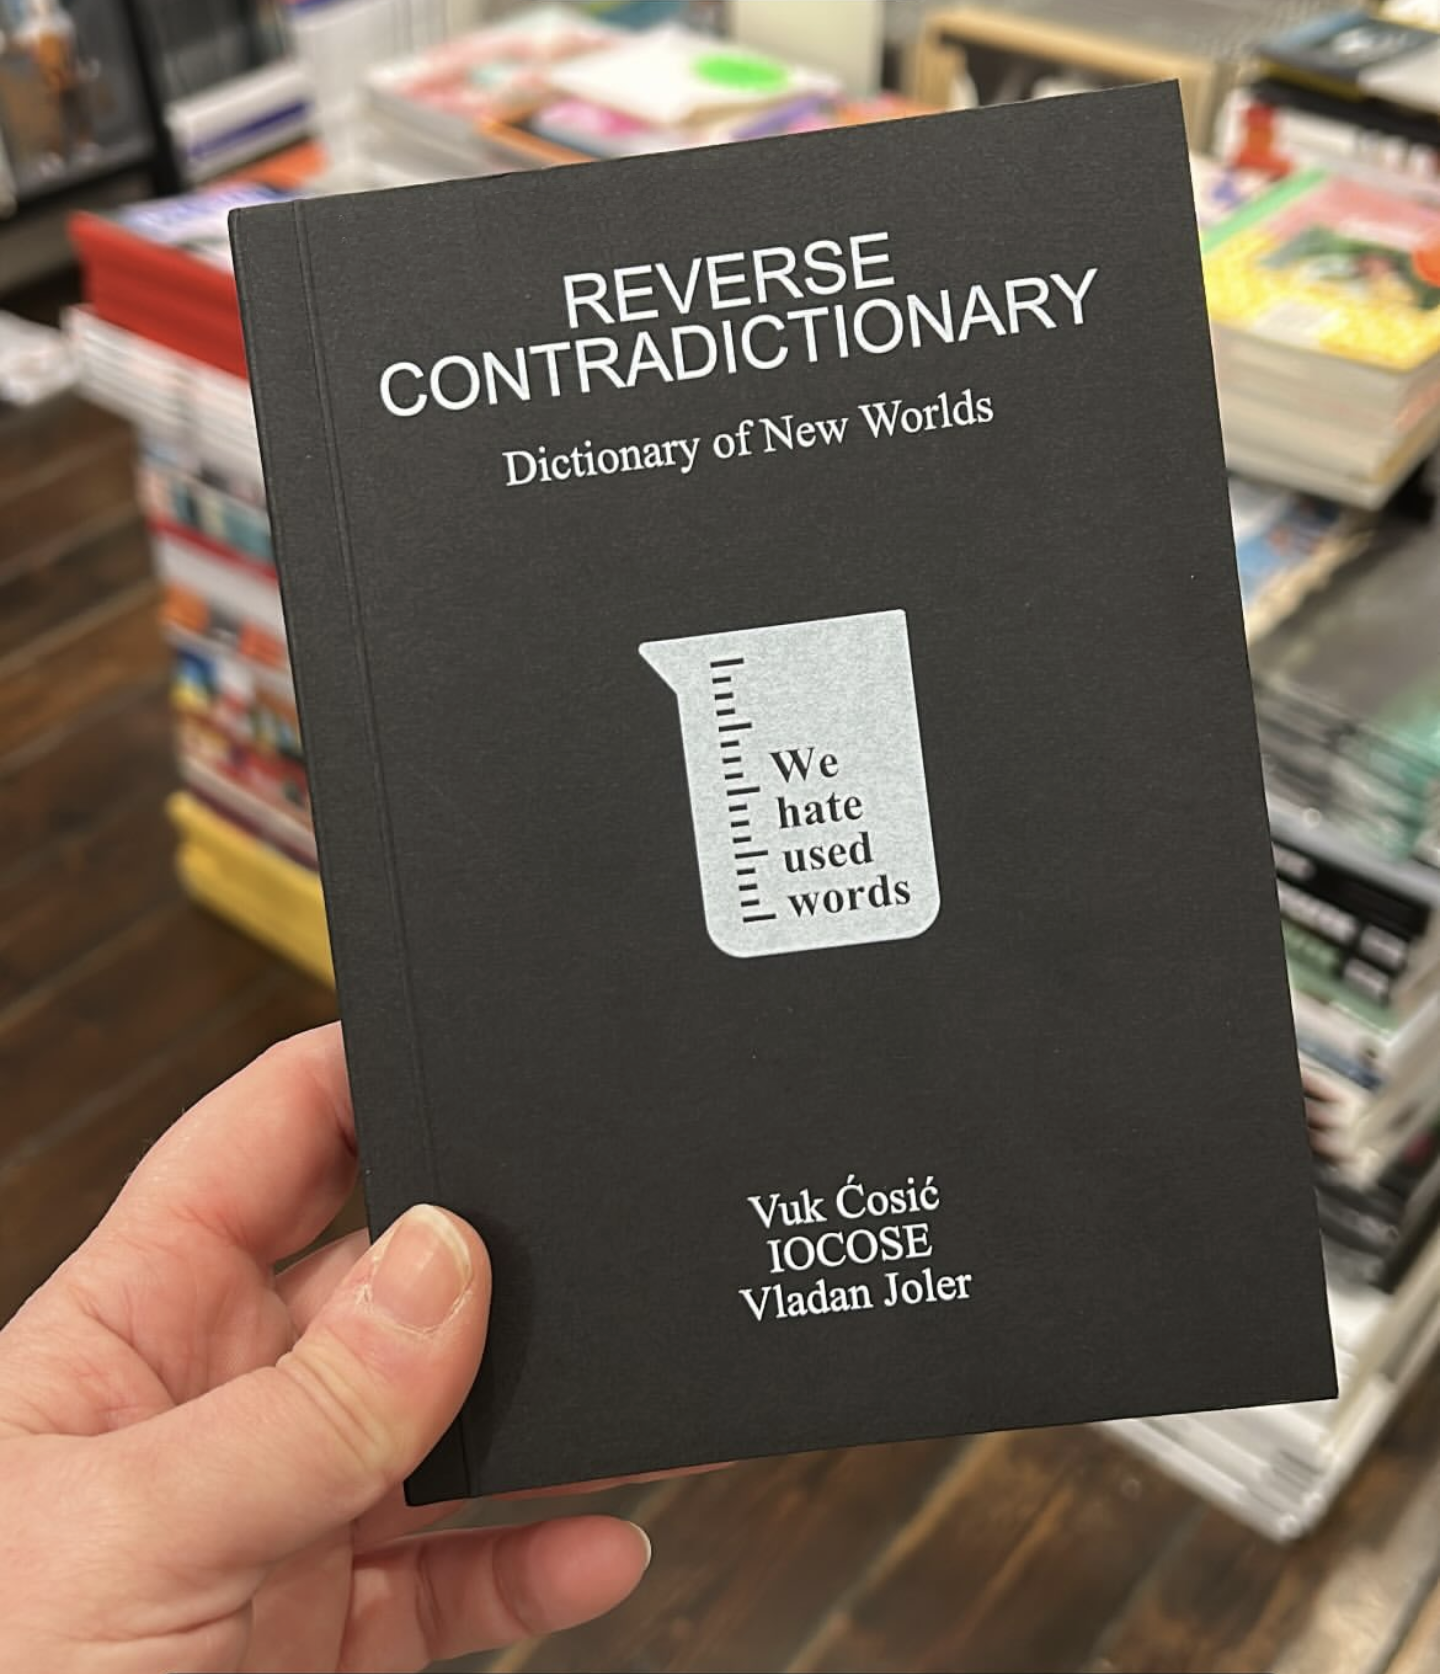 REVERSE
CONTRADICTIONARY
Dictionary of New Worlds
We
hate
used
words
Vuk Ćosić
IOCOSE
Vladan Joler